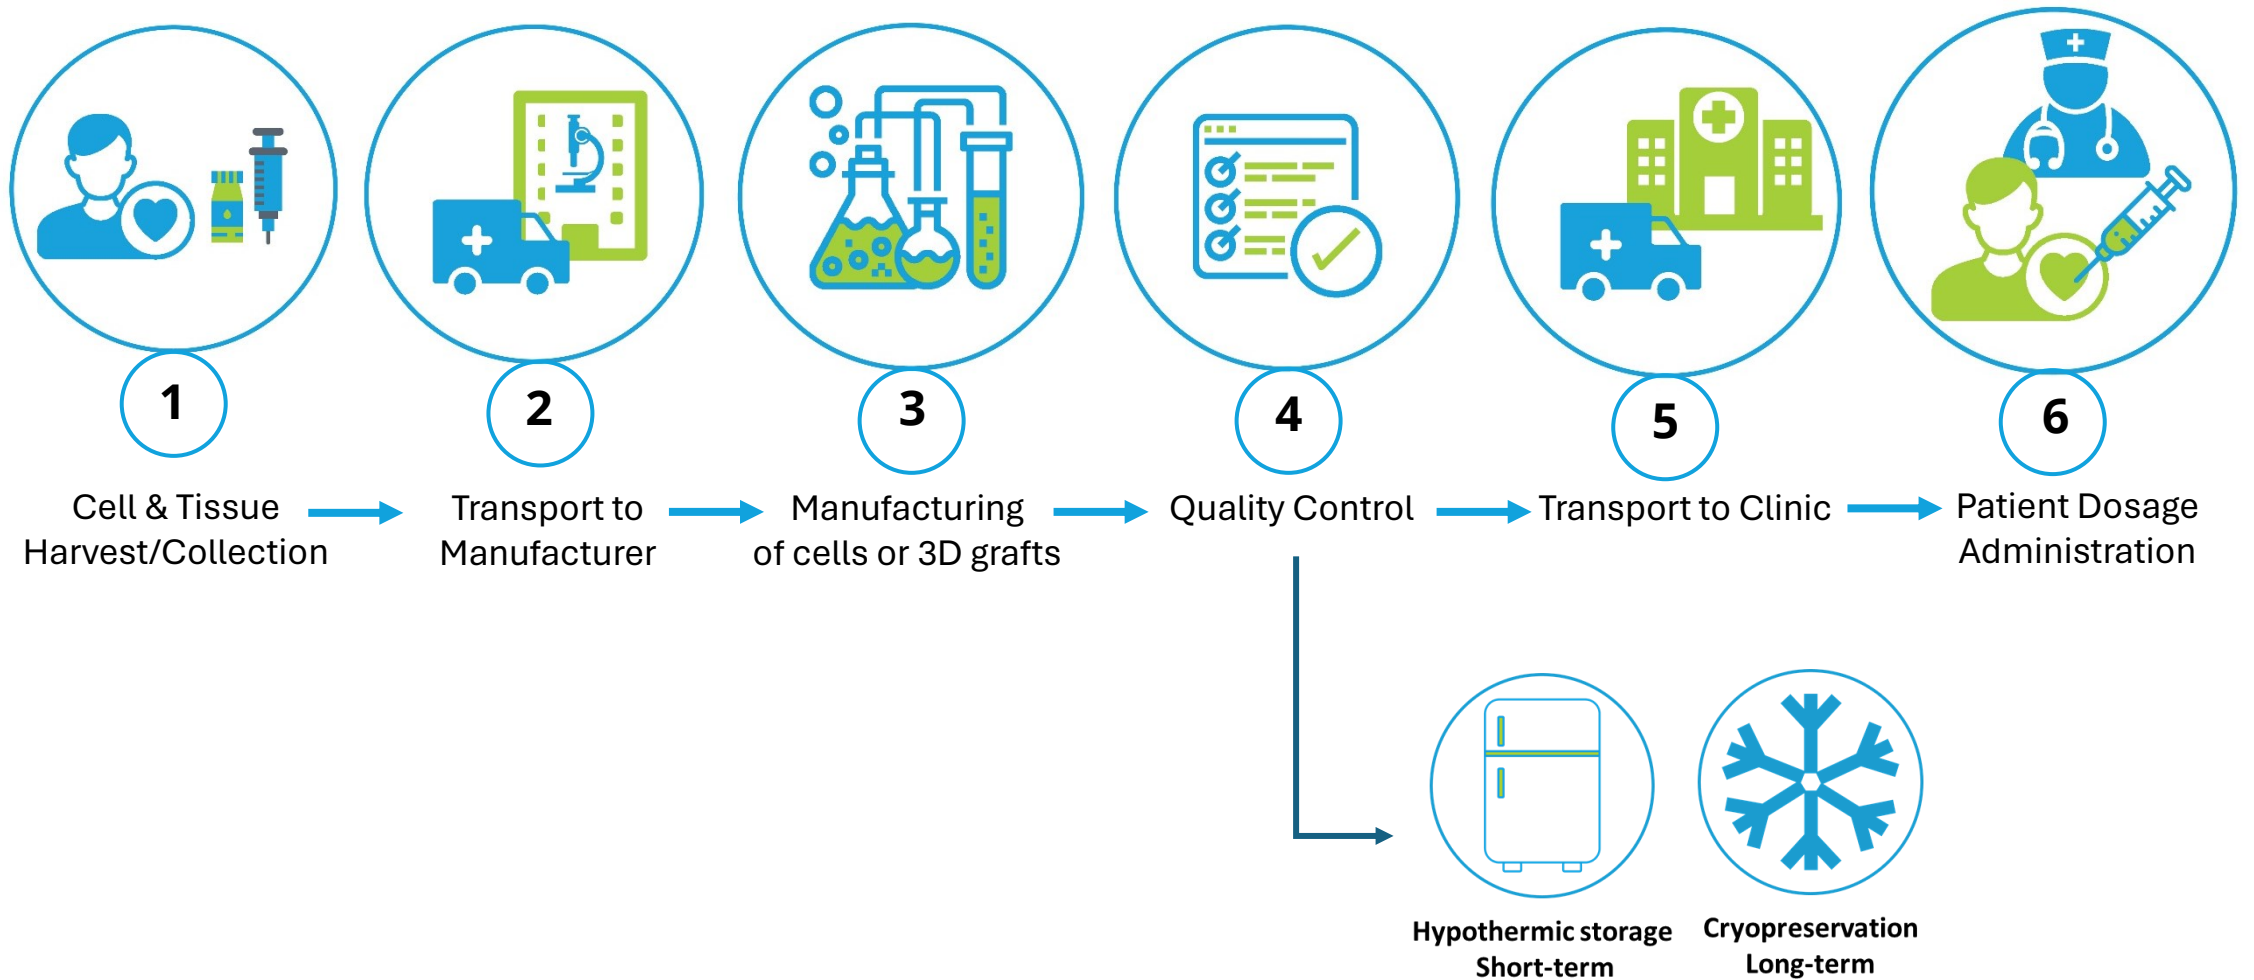 1
2
3
4
5
6
Cell & Tissue
Harvest/Collection
Transport to
Manufacturer
Manufacturing
of cells or 3D grafts
Quality Control
Transport to Clinic
Patient Dosage
Administration
Hypothermic storage
Short-term
Cryopreservation
Long-term